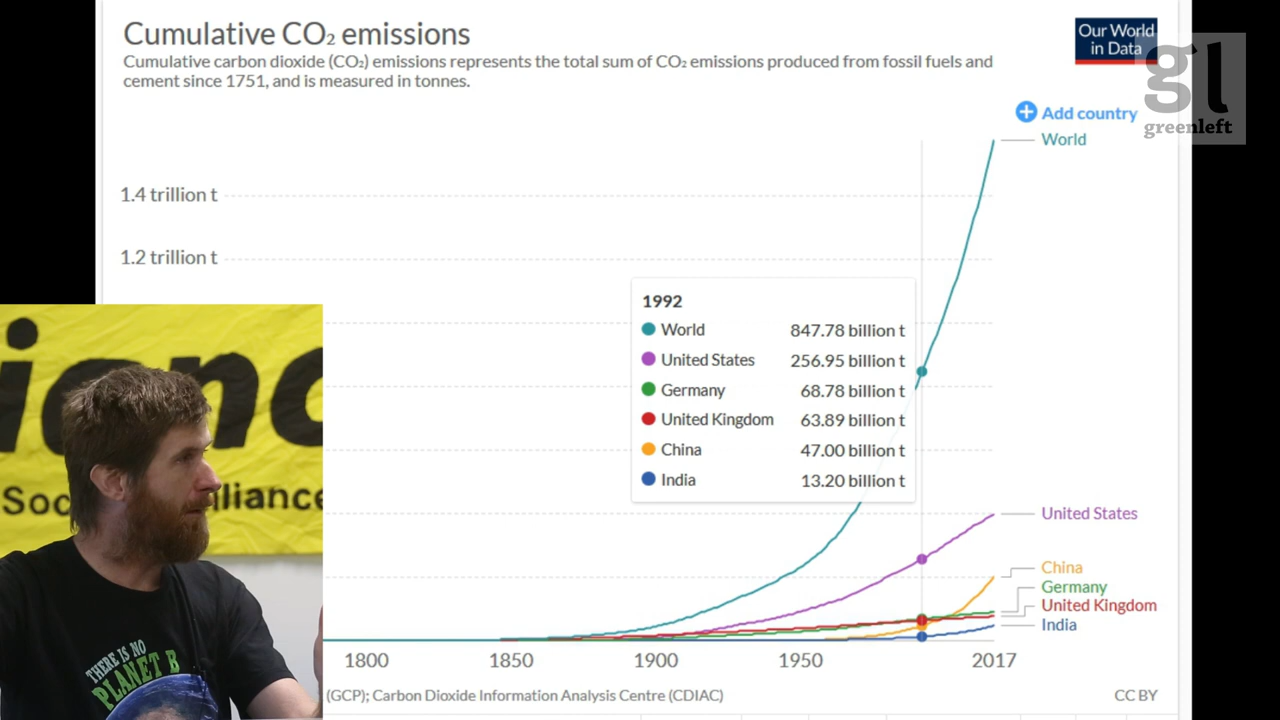 Cumulative CO₂ emissions
Cumulative carbon dioxide (CO₂) emissions represents the total sum of CO₂ emissions produced from fossil fuels and
cement since 1751, and is measured in tonnes.
Our World
in Data
gl
greenleft
Add country
World
1.4 trillion t
1.2 trillion t
1992
World 847.78 billion t
United States 256.95 billion t
Germany 68.78 billion t
United Kingdom 63.89 billion t
China 47.00 billion t
India 13.20 billion t
United States
China
Germany
United Kingdom
India
1800 1850 1900 1950 2017
(GCP); Carbon Dioxide Information Analysis Centre (CDIAC)
CC BY
THERE IS NO
PLANET B